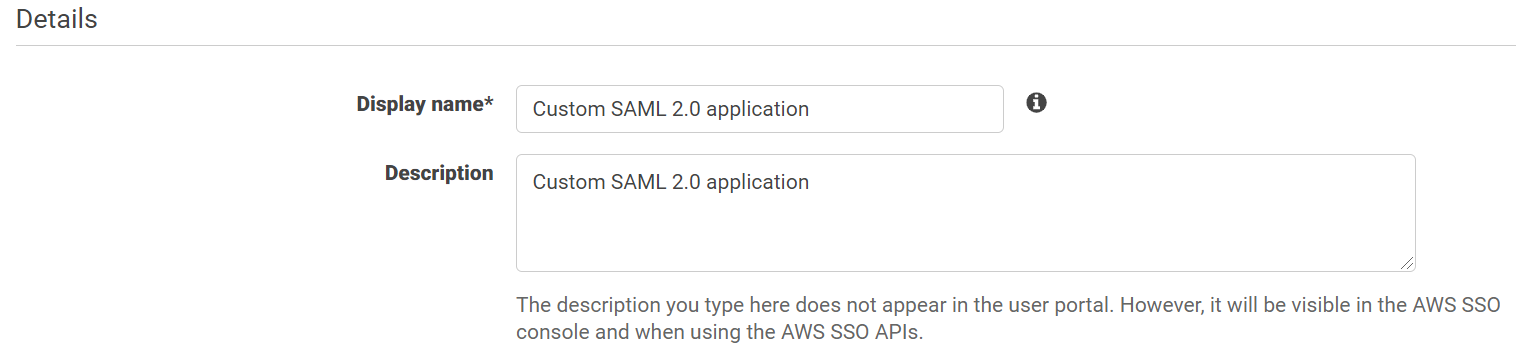 Details
Display name*
Custom SAML 2.0 application
Description
Custom SAML 2.0 application
The description you type here does not appear in the user portal. However, it will be visible in the AWS SSO
console and when using the AWS SSO APIs.